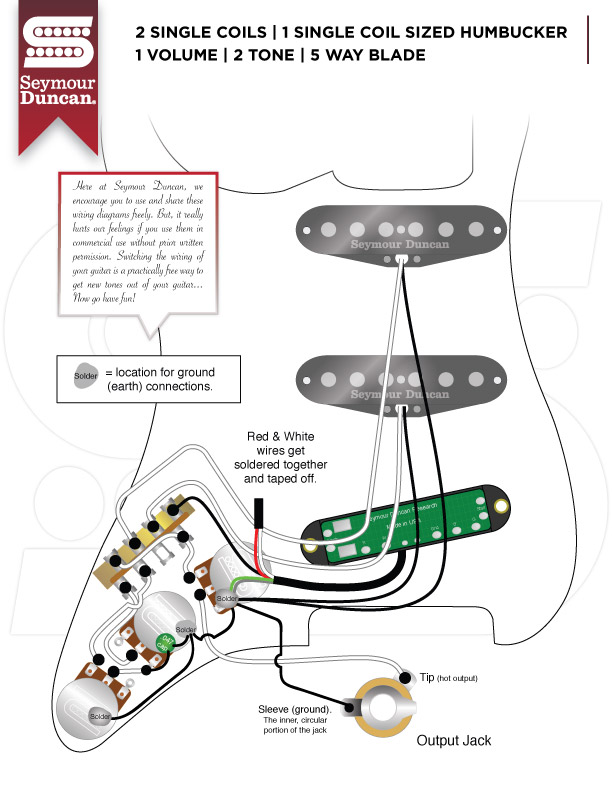 2 SINGLE COILS | 1 SINGLE COIL SIZED HUMBUCKER
1 VOLUME | 2 TONE | 5 WAY BLADE
Seymour
Duncan.
Here at Seymour Duncan, we
encourage you to use and share these
wiring diagrams freely. But, it really
hurts our feelings if you use them in
commercial use without prior written
permission. Switching the wiring of
your guitar is a practically free way to
get new tones out of your guitar...
Now go have fun!
Seymour Duncan
Solder
= location for ground
(earth) connections.
Seymour Duncan
Red & White
wires get
soldered together
and taped off.
Seymour Duncan Research
Made in USA
Solder
Solder
.047
cap
Solder
Tip (hot output)
Sleeve (ground).
The inner, circular
portion of the jack
Output Jack